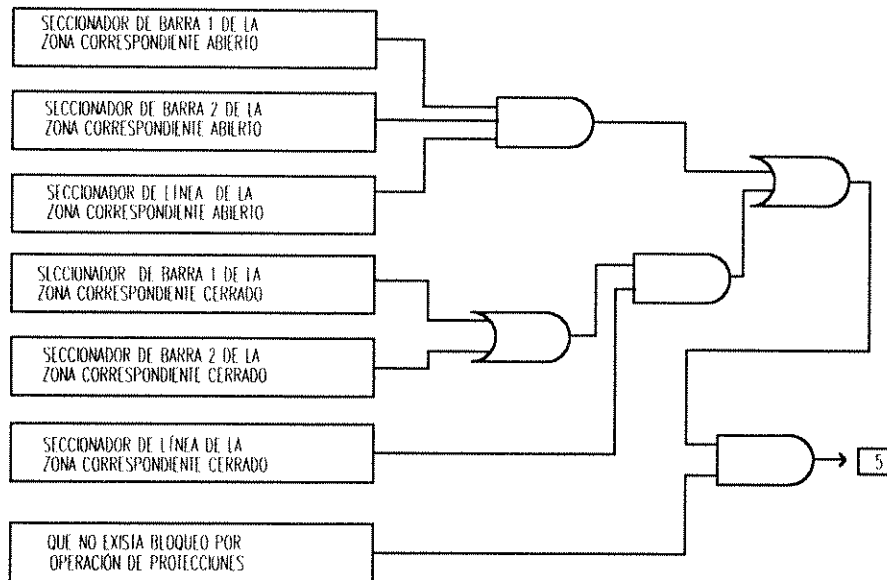 SECCIONADOR DE BARRA 1 DE LA
ZONA CORRESPONDIENTE ABIERTO
SECCIONADOR DE BARRA 2 DE LA
ZONA CORRESPONDIENTE ABIERTO
SECCIONADOR DE LÍNEA DE LA
ZONA CORRESPONDIENTE ABIERTO
SECCIONADOR DE BARRA 1 DE LA
ZONA CORRESPONDIENTE CERRADO
SECCIONADOR DE BARRA 2 DE LA
ZONA CORRESPONDIENTE CERRADO
SECCIONADOR DE LÍNEA DE LA
ZONA CORRESPONDIENTE CERRADO
QUE NO EXISTA BLOQUEO POR
OPERACIÓN DE PROTECCIONES
5